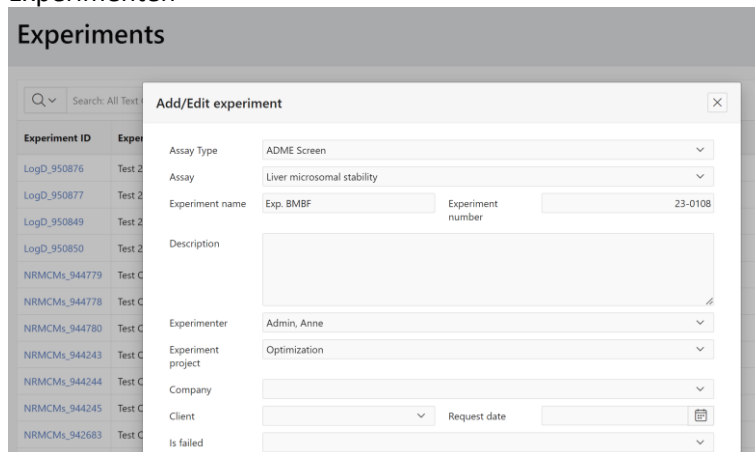 Experiments
Search: All Text
Add/Edit experiment
Experiment ID
Assay Type ADME Screen
LogD_950876 Test 2
Assay Liver microsomal stability
LogD_950877 Test 2
Experiment name Exp. BMBF Experiment number 23-0108
LogD_950849 Test 2
LogD_950850 Test 2
Description
NRMCMs_944779 Test C
NRMCMs_944778 Test C
NRMCMs_944780 Test C
Experimenter Admin, Anne
NRMCMs_944243 Test C
Experiment project Optimization
NRMCMs_944244 Test C
Company
NRMCMs_944245 Test C
Client Request date
NRMCMs_942683 Test C
Is failed